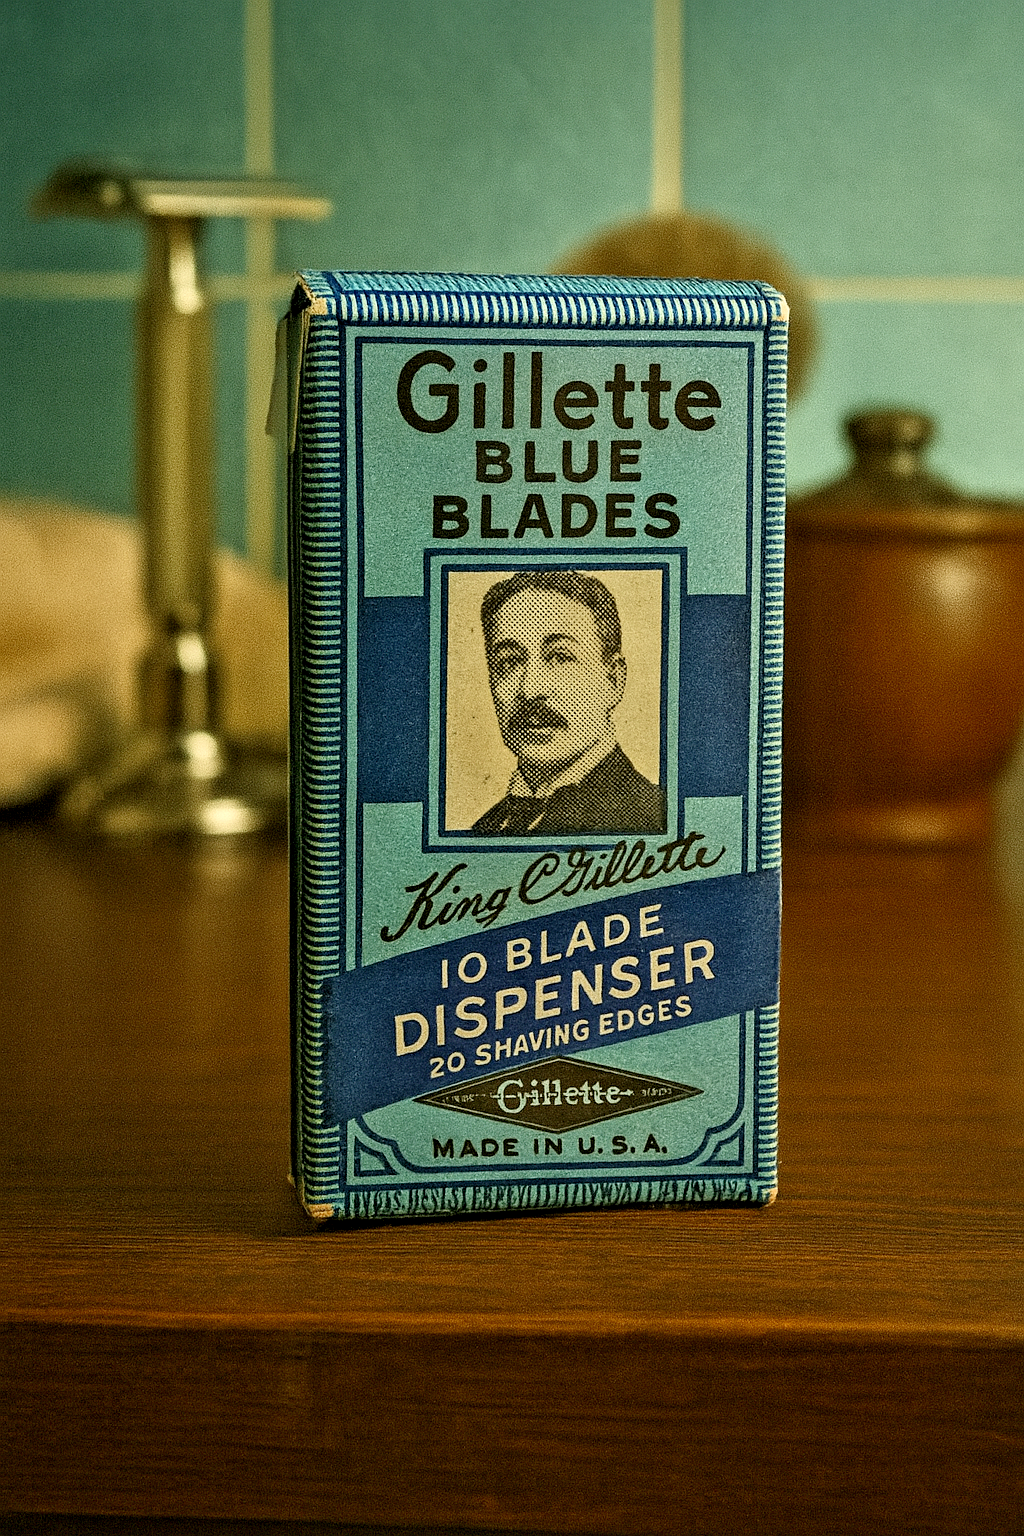 Gillette
BLUE
BLADES
King C Gillette
10 BLADE
DISPENSER
20 SHAVING EDGES
Gillette
MADE IN U.S.A.